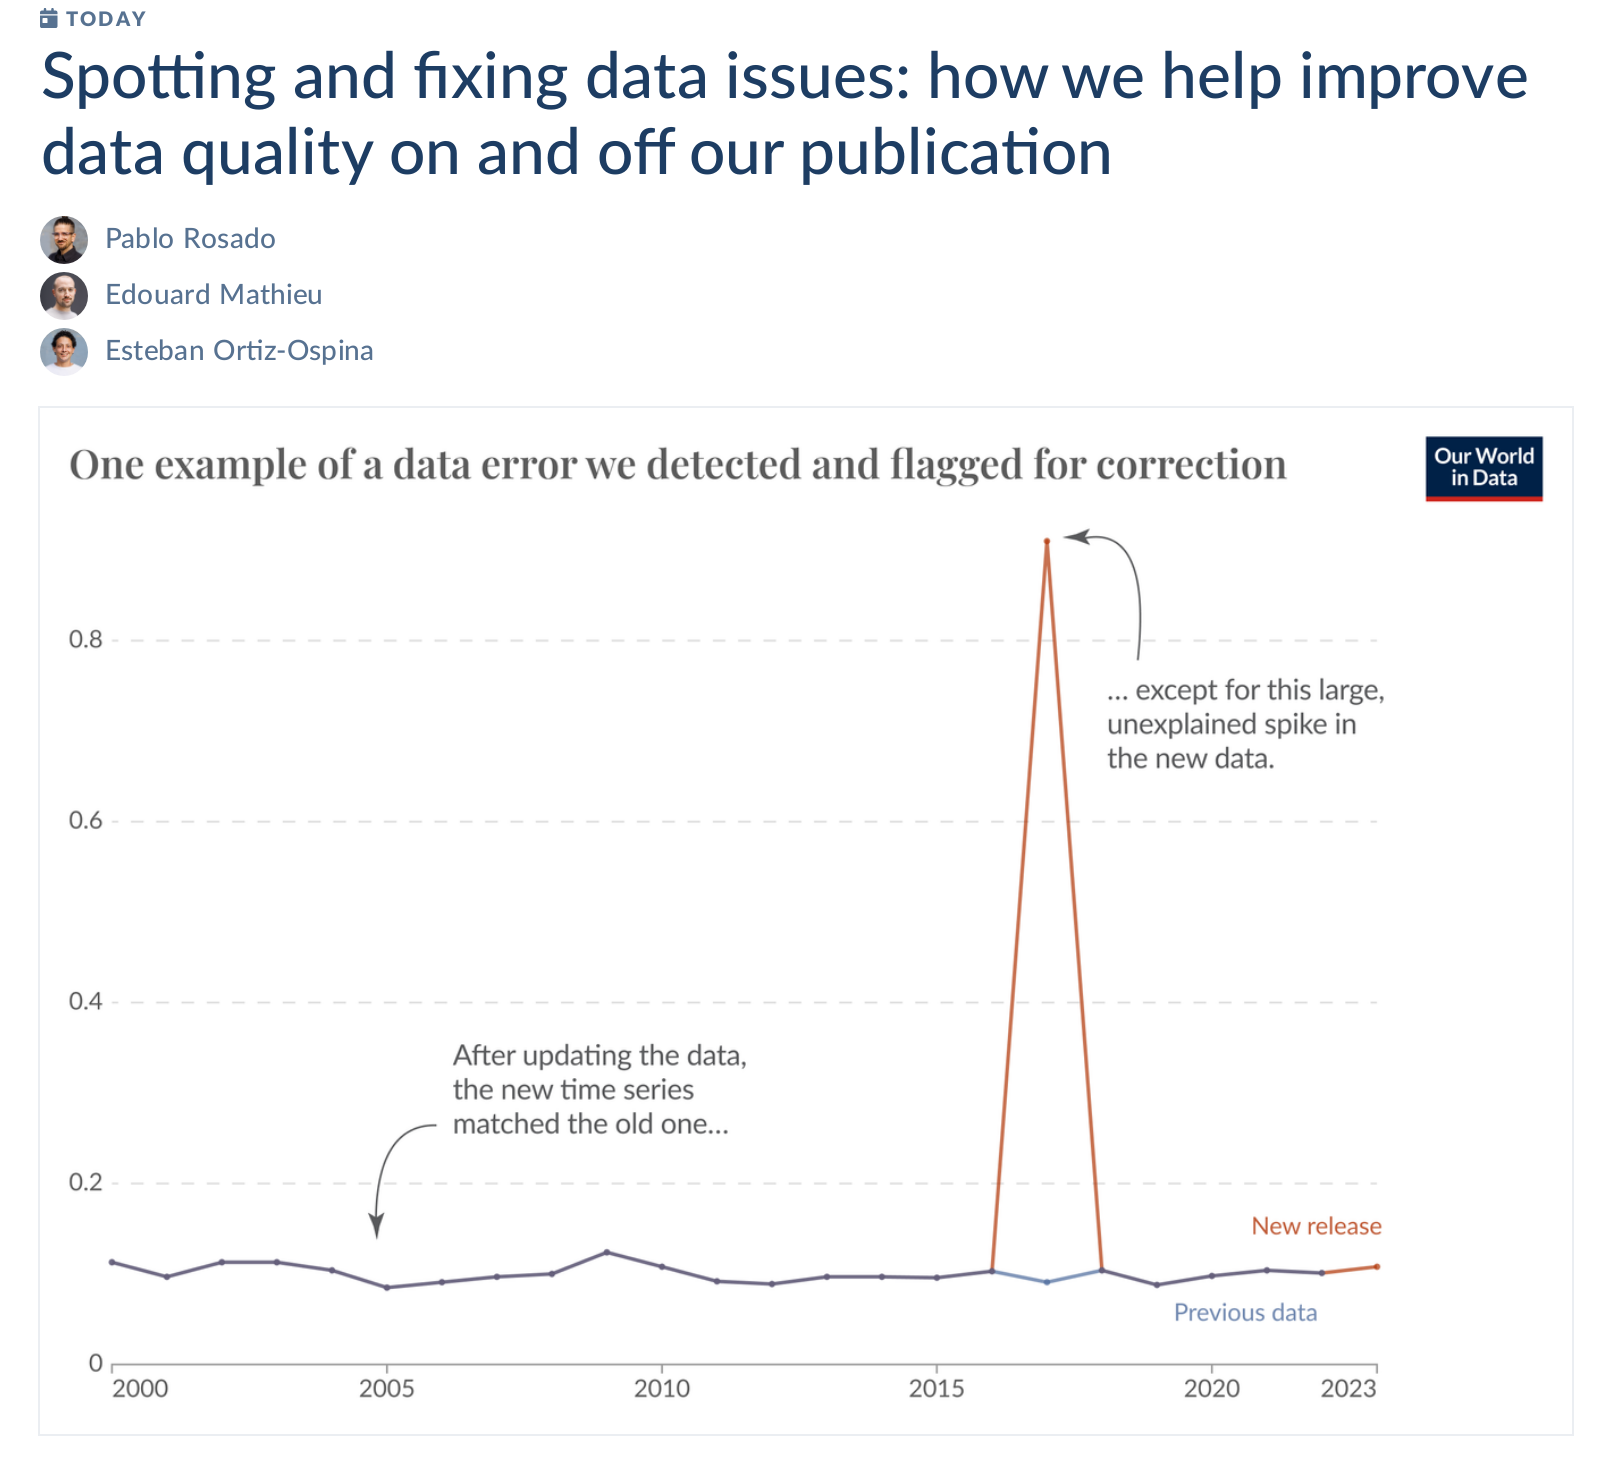 TODAY
Spotting and fixing data issues: how we help improve
data quality on and off our publication
Pablo Rosado
Edouard Mathieu
Esteban Ortiz-Ospina
One example of a data error we detected and flagged for correction
Our World
in Data
0.8
... except for this large,
unexplained spike in
the new data.
0.6
0.4
After updating the data,
the new time series
matched the old one...
0.2
New release
Previous data
0
2000 2005 2010 2015 2020 2023